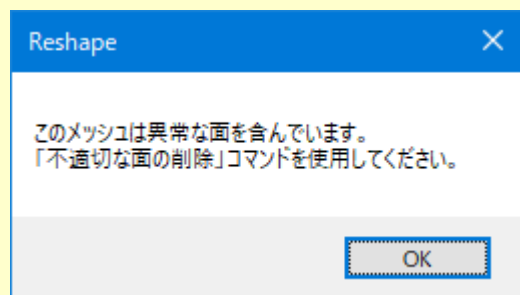 Reshape
このメッシュは異常な面を含んでいます。
「不適切な面の削除」コマンドを使用してください。
OK